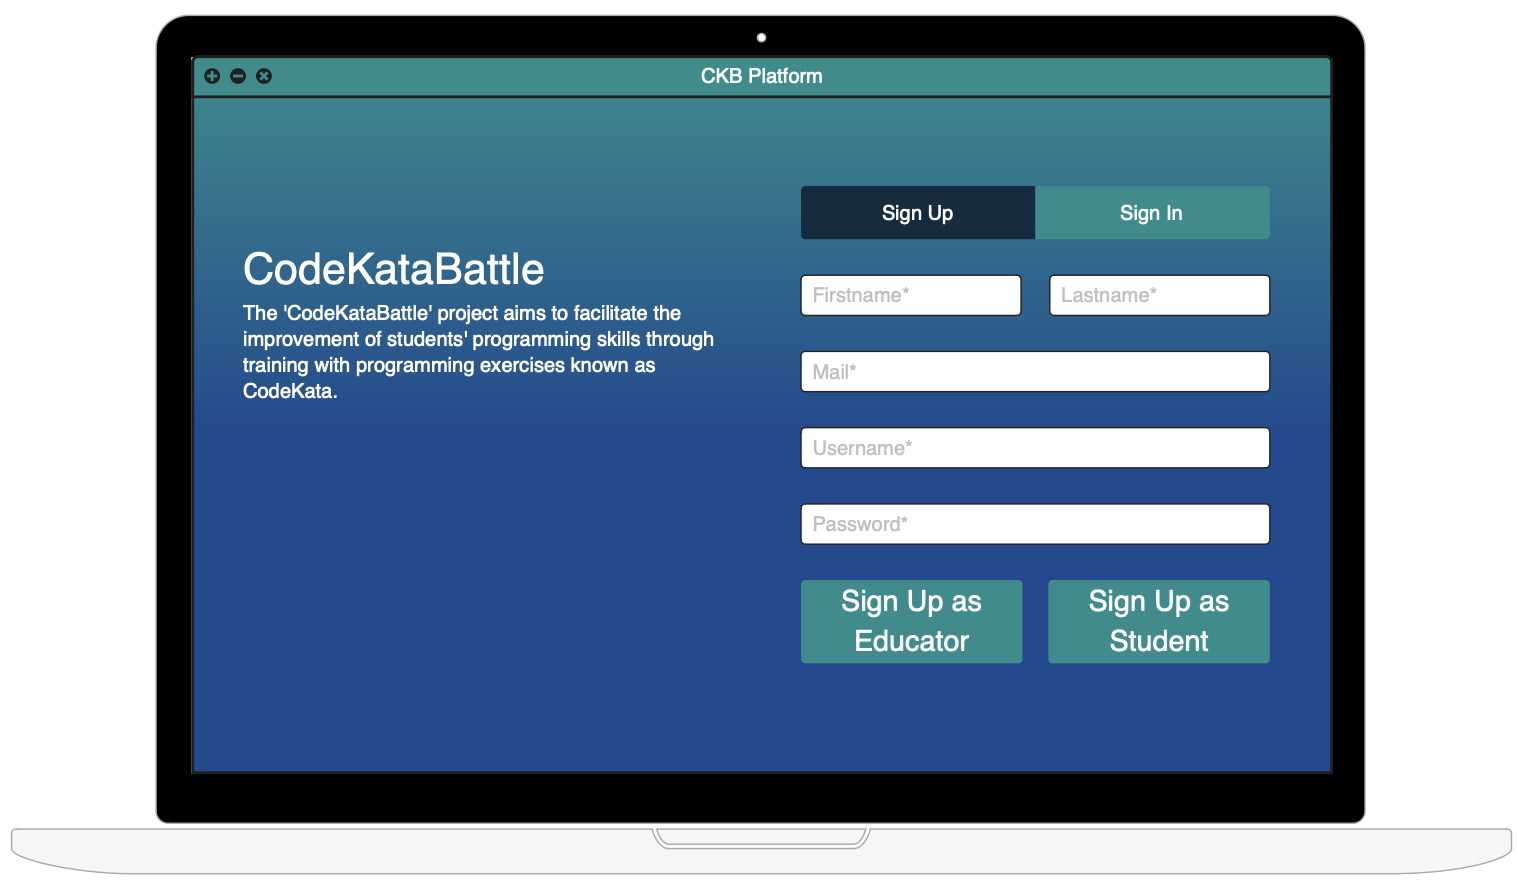 CKB Platform
Sign Up
Sign In
CodeKataBattle
The 'CodeKataBattle' project aims to facilitate the
improvement of students' programming skills through
training with programming exercises known as
CodeKata.
Firstname*
Lastname*
Mail*
Username*
Password*
Sign Up as
Educator
Sign Up as
Student